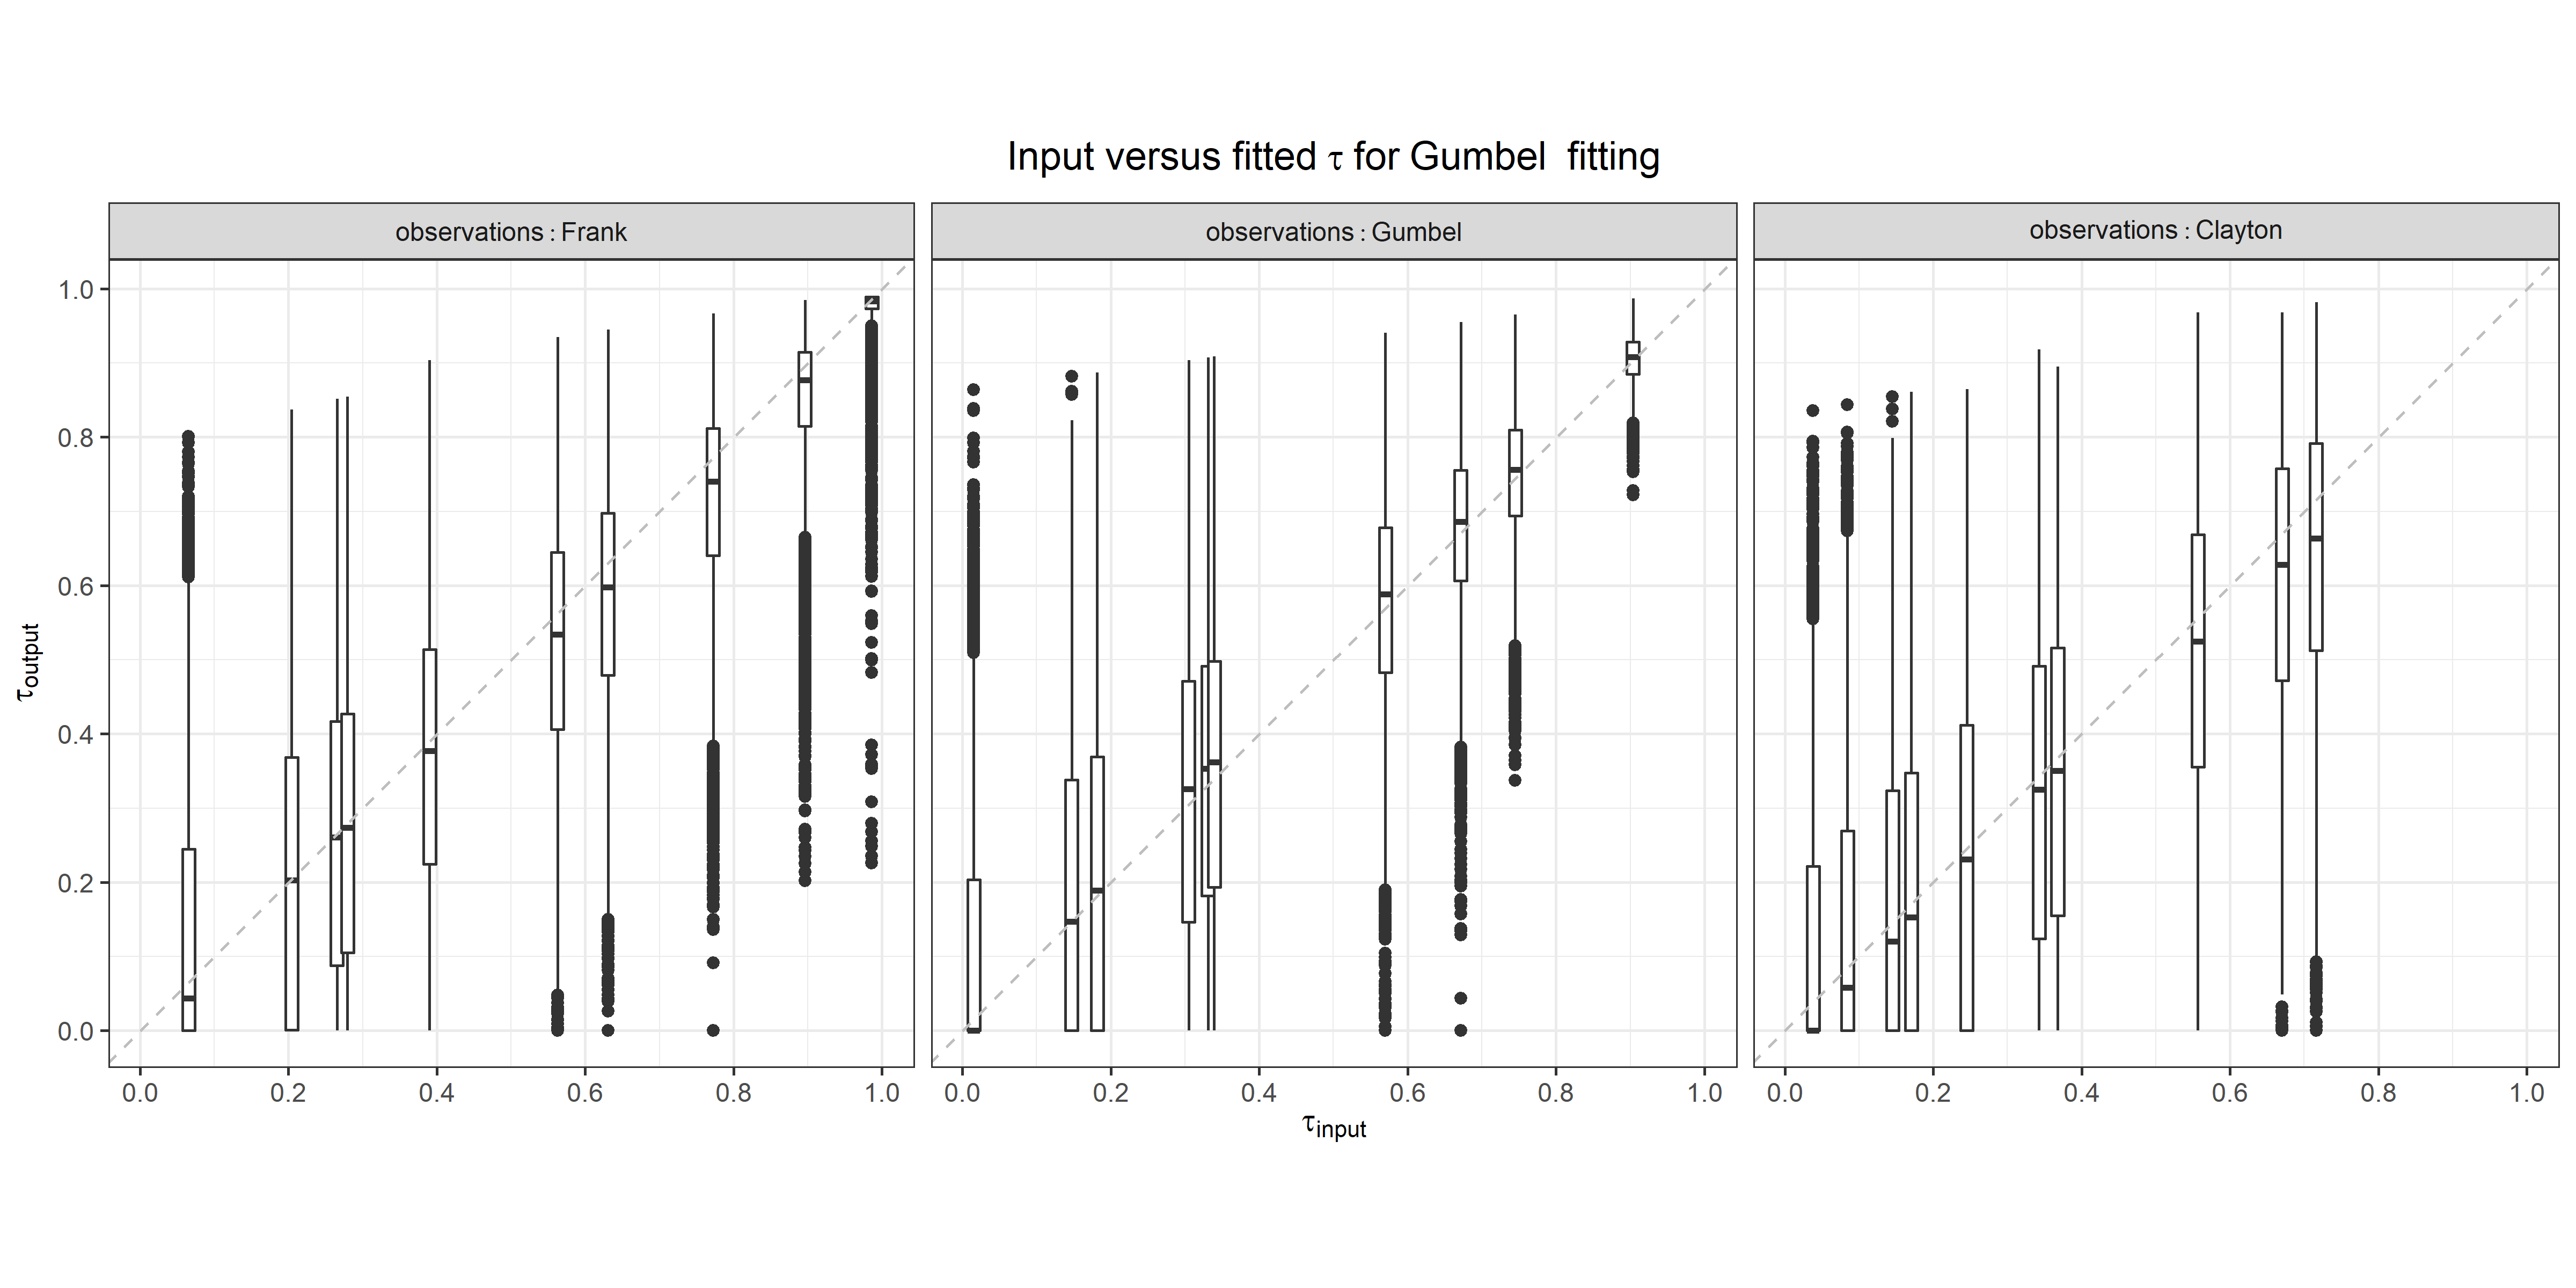 Input versus fitted τ for Gumbel  fitting
observations : Frank
observations : Gumbel
observations : Clayton
τoutput
1.0
0.8
0.6
0.4
0.2
0.0
0.0 0.2 0.4 0.6 0.8 1.0
0.0 0.2 0.4 0.6 0.8 1.0
0.0 0.2 0.4 0.6 0.8 1.0
τinput